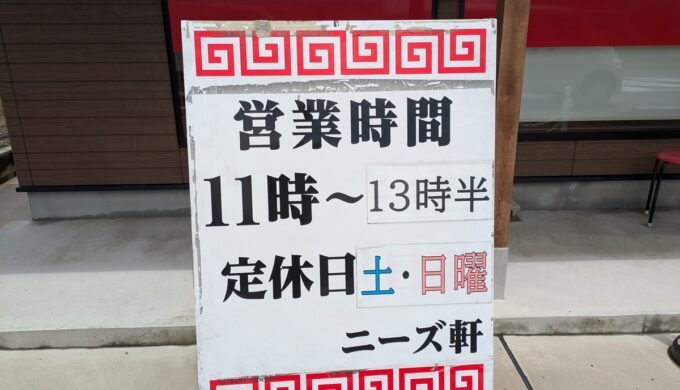 営業時間
11時～13時半
定休日土・日曜
ニーズ軒